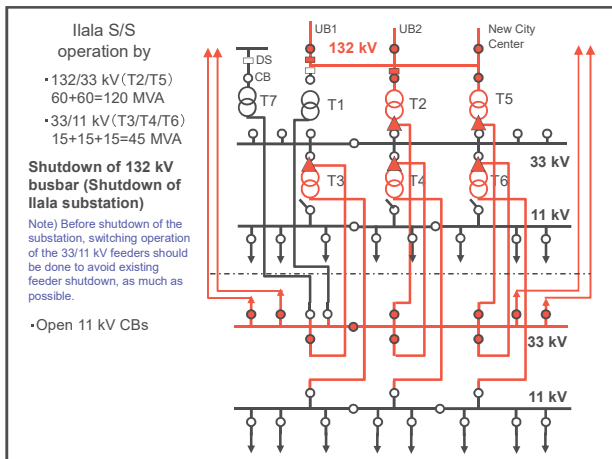 Ilala S/S
operation by
・132/33 kV(T2/T5)
60+60=120 MVA
・33/11 kV(T3/T4/T6)
15+15+15=45 MVA
Shutdown of 132 kV
busbar (Shutdown of
Ilala substation)
Note) Before shutdown of the
substation, switching operation
of the 33/11 kV feeders should
be done to avoid existing
feeder shutdown, as much as
possible.
・Open 11 kV CBs
UB1
UB2
New City
Center
132 kV
DS
CB
T7
T1
T2
T5
33 kV
T3
T4
T6
11 kV
33 kV
11 kV